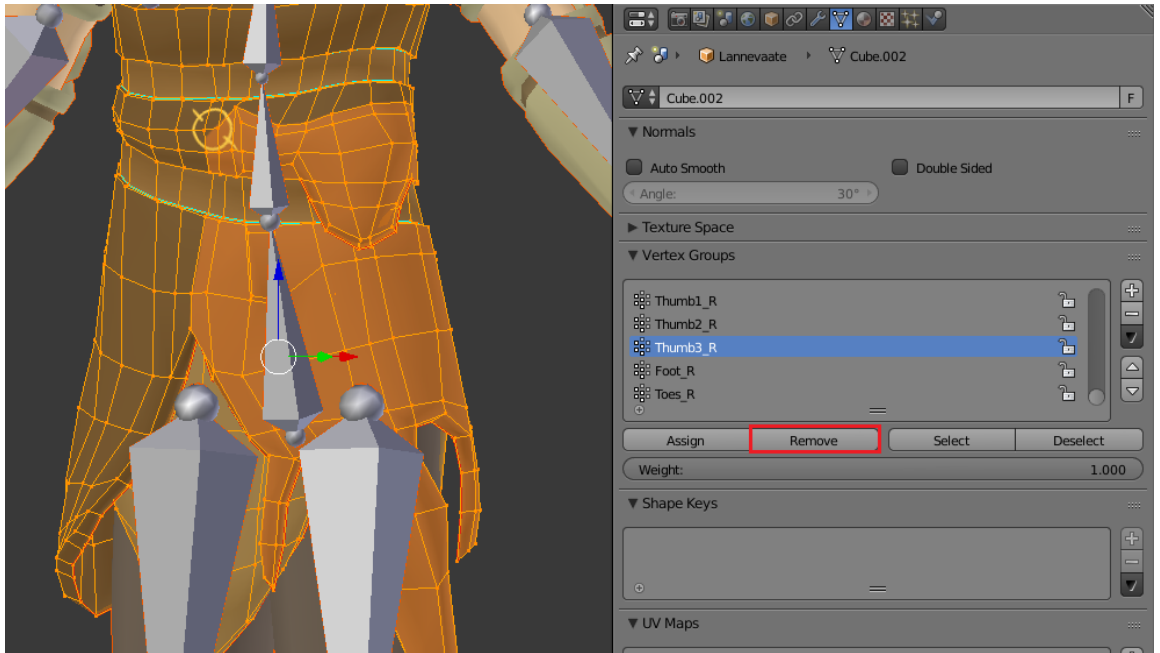 Lannevaate Cube.002
Cube.002 F
Normals
Auto Smooth Double Sided
Angle: 30°
Texture Space
Vertex Groups
Thumb1_R
Thumb2_R
Thumb3_R
Foot_R
Toes_R
Assign Remove Select Deselect
Weight: 1.000
Shape Keys
UV Maps